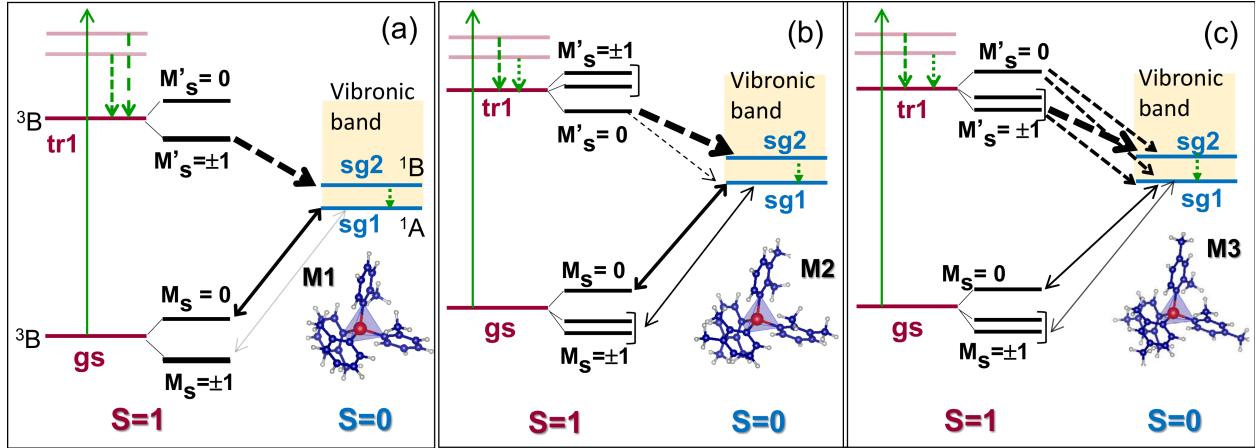 (a)
M's= 0
Vibronic
band
³B
tr1
M's=±1
sg2
¹B
sg1
¹A
Ms= 0
M1
³B
gs
Ms=±1
S=1
S=0
(b)
M's=±1
Vibronic
band
tr1
M's= 0
sg2
sg1
M2
Ms= 0
gs
Ms=±1
S=1
S=0
(c)
M's= 0
Vibronic
band
tr1
M's= ±1
sg2
sg1
M3
Ms= 0
gs
Ms=±1
S=1
S=0